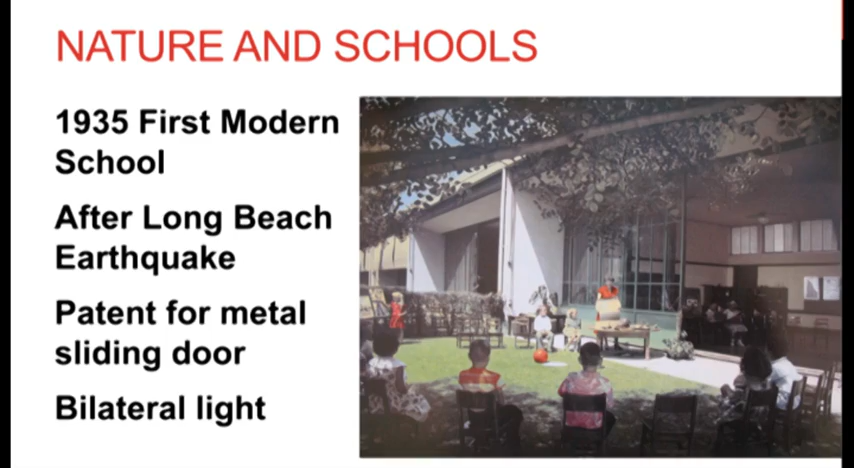 NATURE AND SCHOOLS
1935 First Modern
School
After Long Beach
Earthquake
Patent for metal
sliding door
Bilateral light